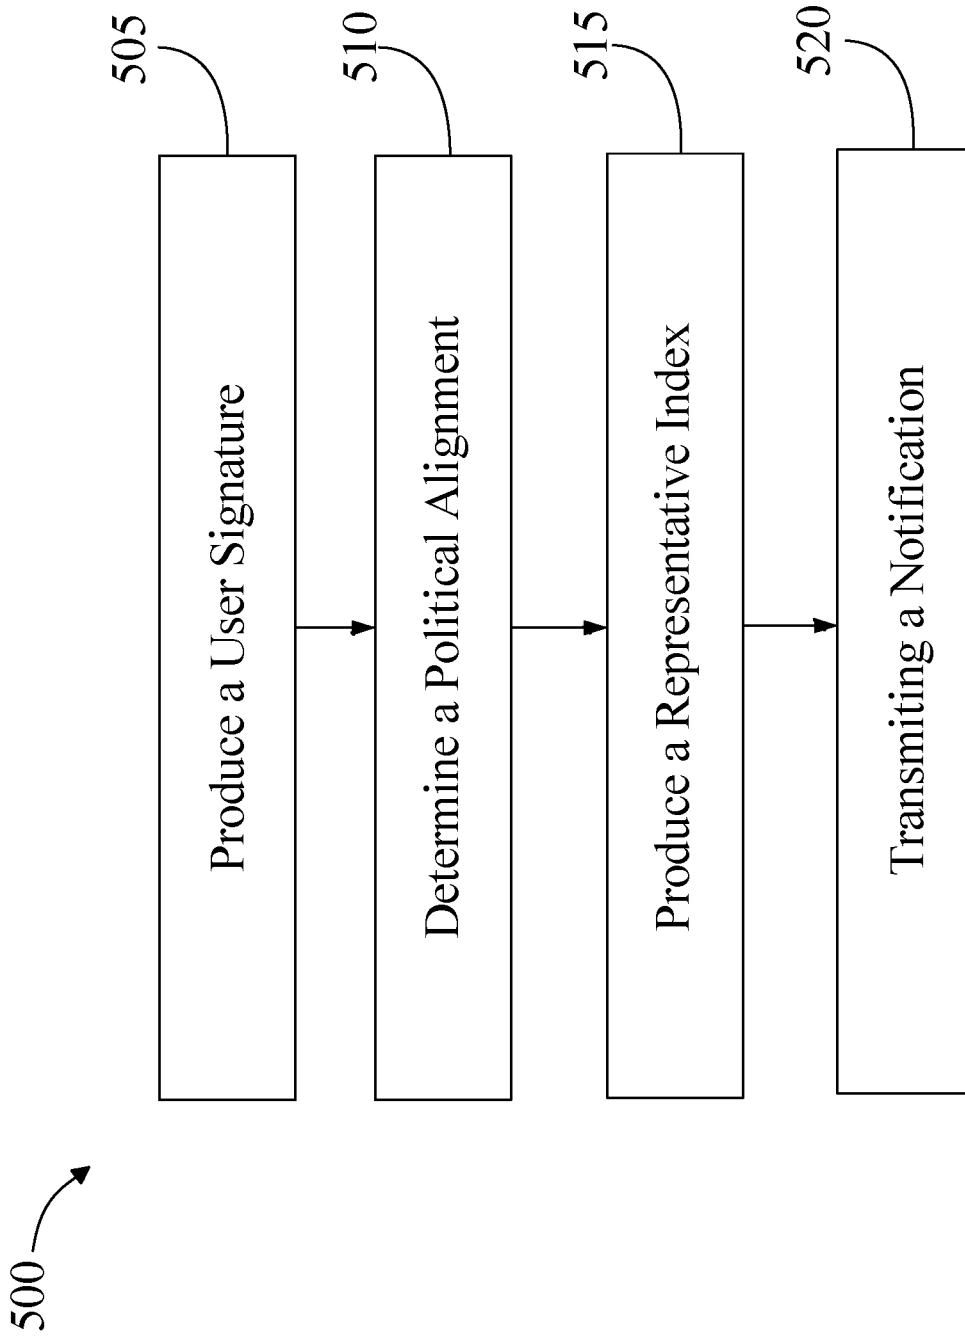 500
505
Produce a User Signature
510
Determine a Political Alignment
515
Produce a Representative Index
520
Transmiting a Notification